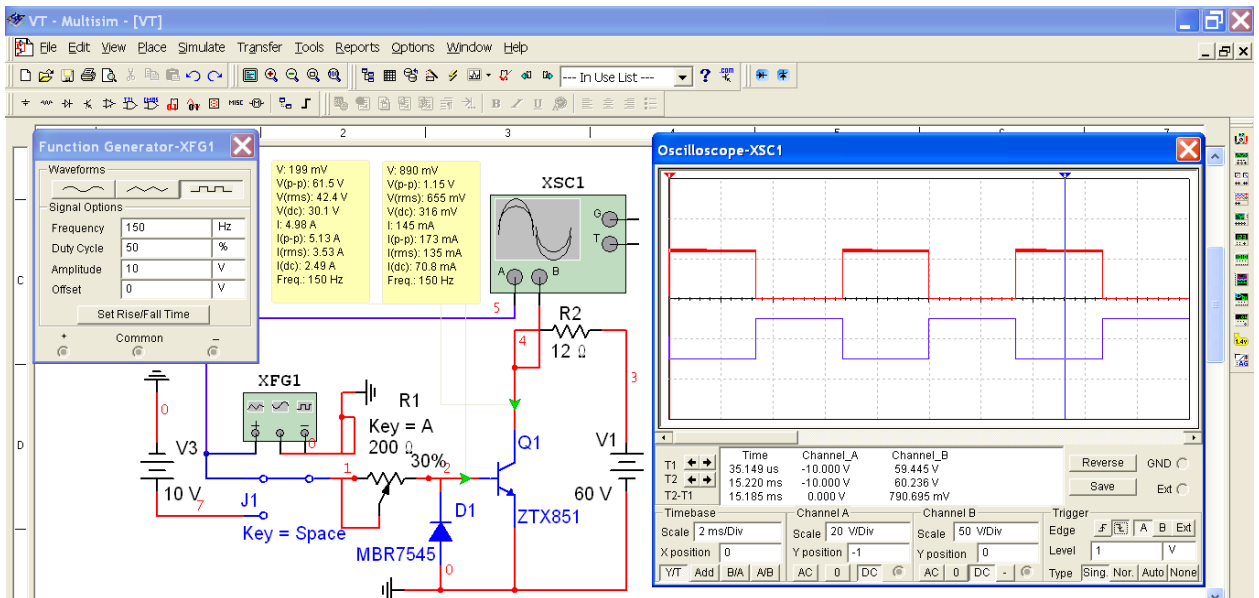 VT - Multisim - [VT]
File Edit View Place Simulate Transfer Tools Reports Options Window Help
--- In Use List ---
1 2 3 4 5 6 7
Function Generator-XFG1
Waveforms
Signal Options
Frequency 150 Hz
Duty Cycle 50 %
Amplitude 10 V
Offset 0 V
Set Rise/Fall Time
+ Common –
V: 199 mV
V(p-p): 61.5 V
V(rms): 42.4 V
V(dc): 30.1 V
I: 4.98 A
I(p-p): 5.13 A
I(rms): 3.53 A
I(dc): 2.49 A
Freq.: 150 Hz
V: 890 mV
V(p-p): 1.15 V
V(rms): 655 mV
V(dc): 316 mV
I: 145 mA
I(p-p): 173 mA
I(rms): 135 mA
I(dc): 70.8 mA
Freq.: 150 Hz
XSC1
G
T
A B
5
R2
4
12 Ω
3
C
D
XFG1
0
0
R1
Key = A
200 Ω
30%
V3
10 V
7
J1
Key = Space
1
2
Q1
ZTX851
D1
MBR7545
0
V1
60 V
Oscilloscope-XSC1
Time Channel_A Channel_B
T1 35.149 us -10.000 V 59.445 V
T2 15.220 ms -10.000 V 60.236 V
T2-T1 15.185 ms 0.000 V 790.695 mV
Reverse GND
Save Ext
Timebase Channel A Channel B Trigger
Scale 2 ms/Div Scale 20 V/Div Scale 50 V/Div Edge A B Ext
X position 0 Y position -1 Y position 0 Level 1 V
Y/T Add B/A A/B AC 0 DC AC 0 DC - Type Sing. Nor. Auto None